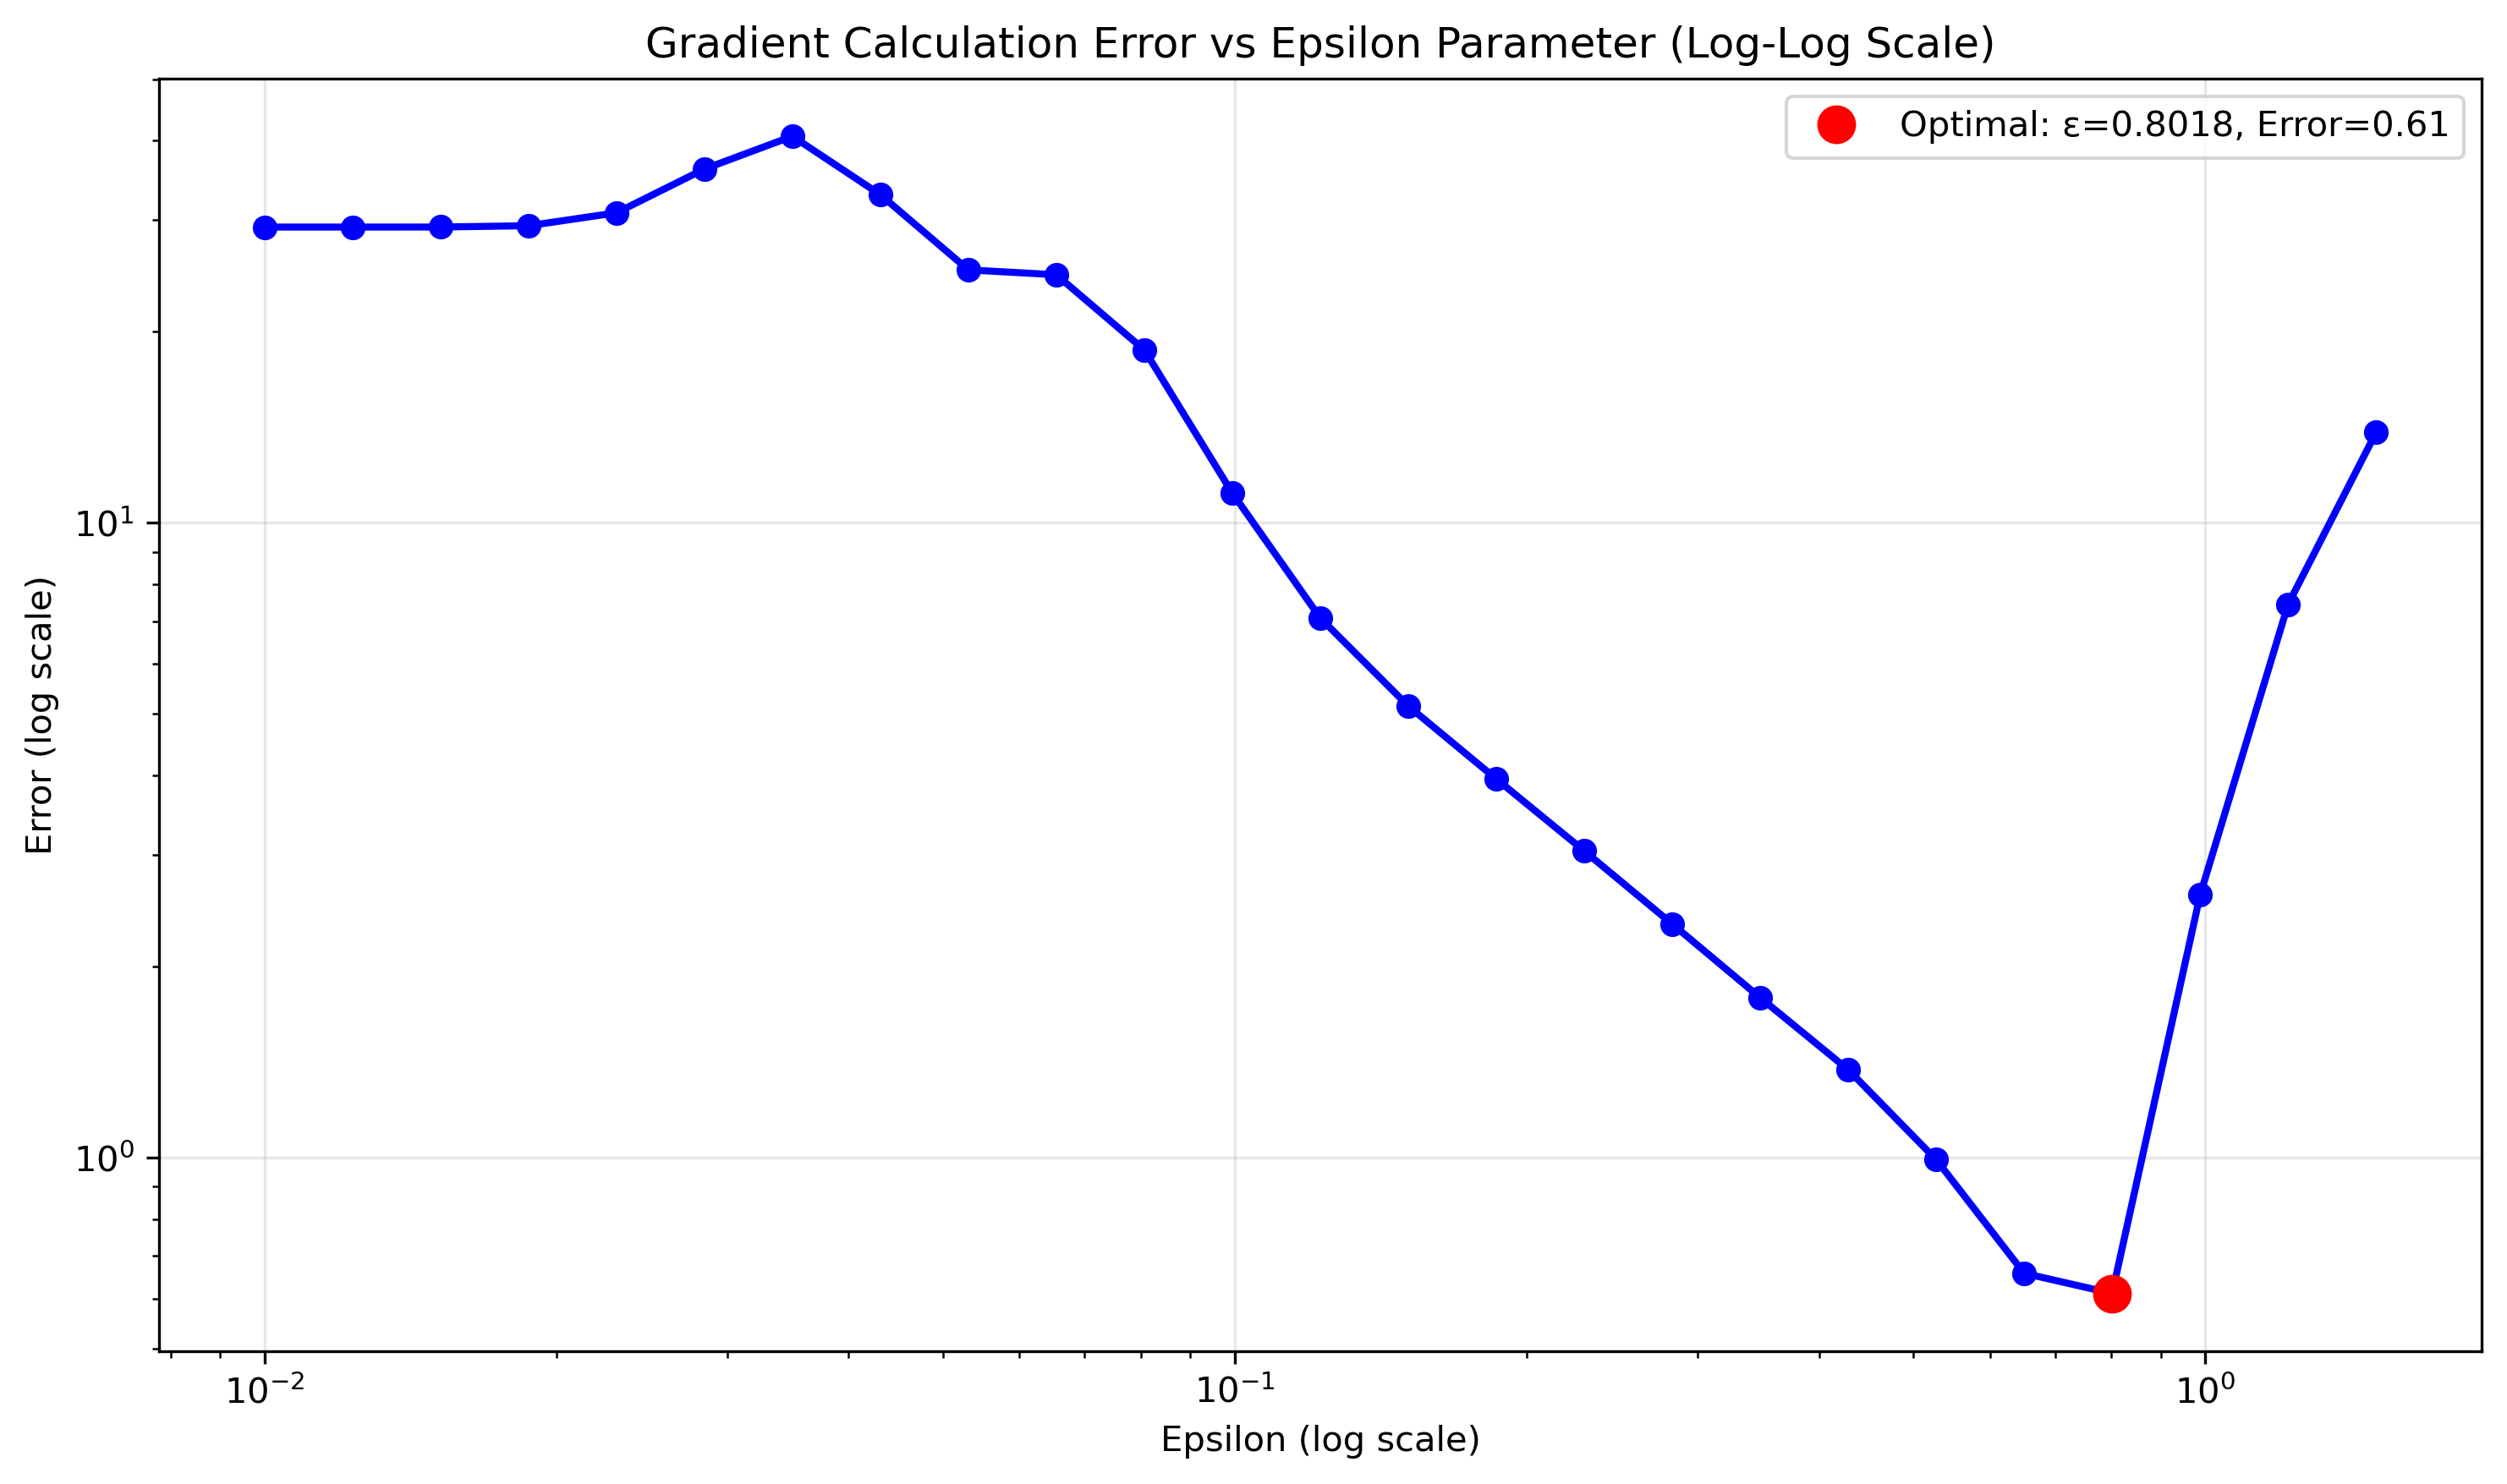 Gradient Calculation Error vs Epsilon Parameter (Log-Log Scale)
Optimal: ε=0.8018, Error=0.61
Error (log scale)
10¹
10⁰
10⁻²
10⁻¹
10⁰
Epsilon (log scale)